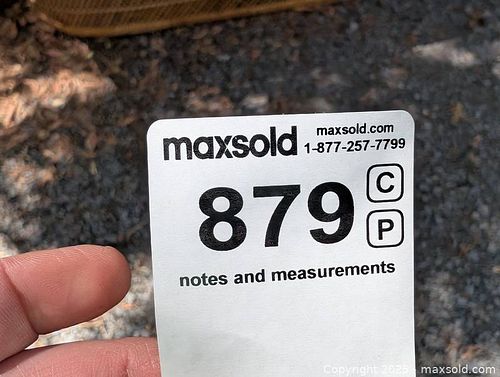 maxsold
maxsold.com
1-877-257-7799
879
C
P
notes and measurements
Copyright 2025 - maxsold.com